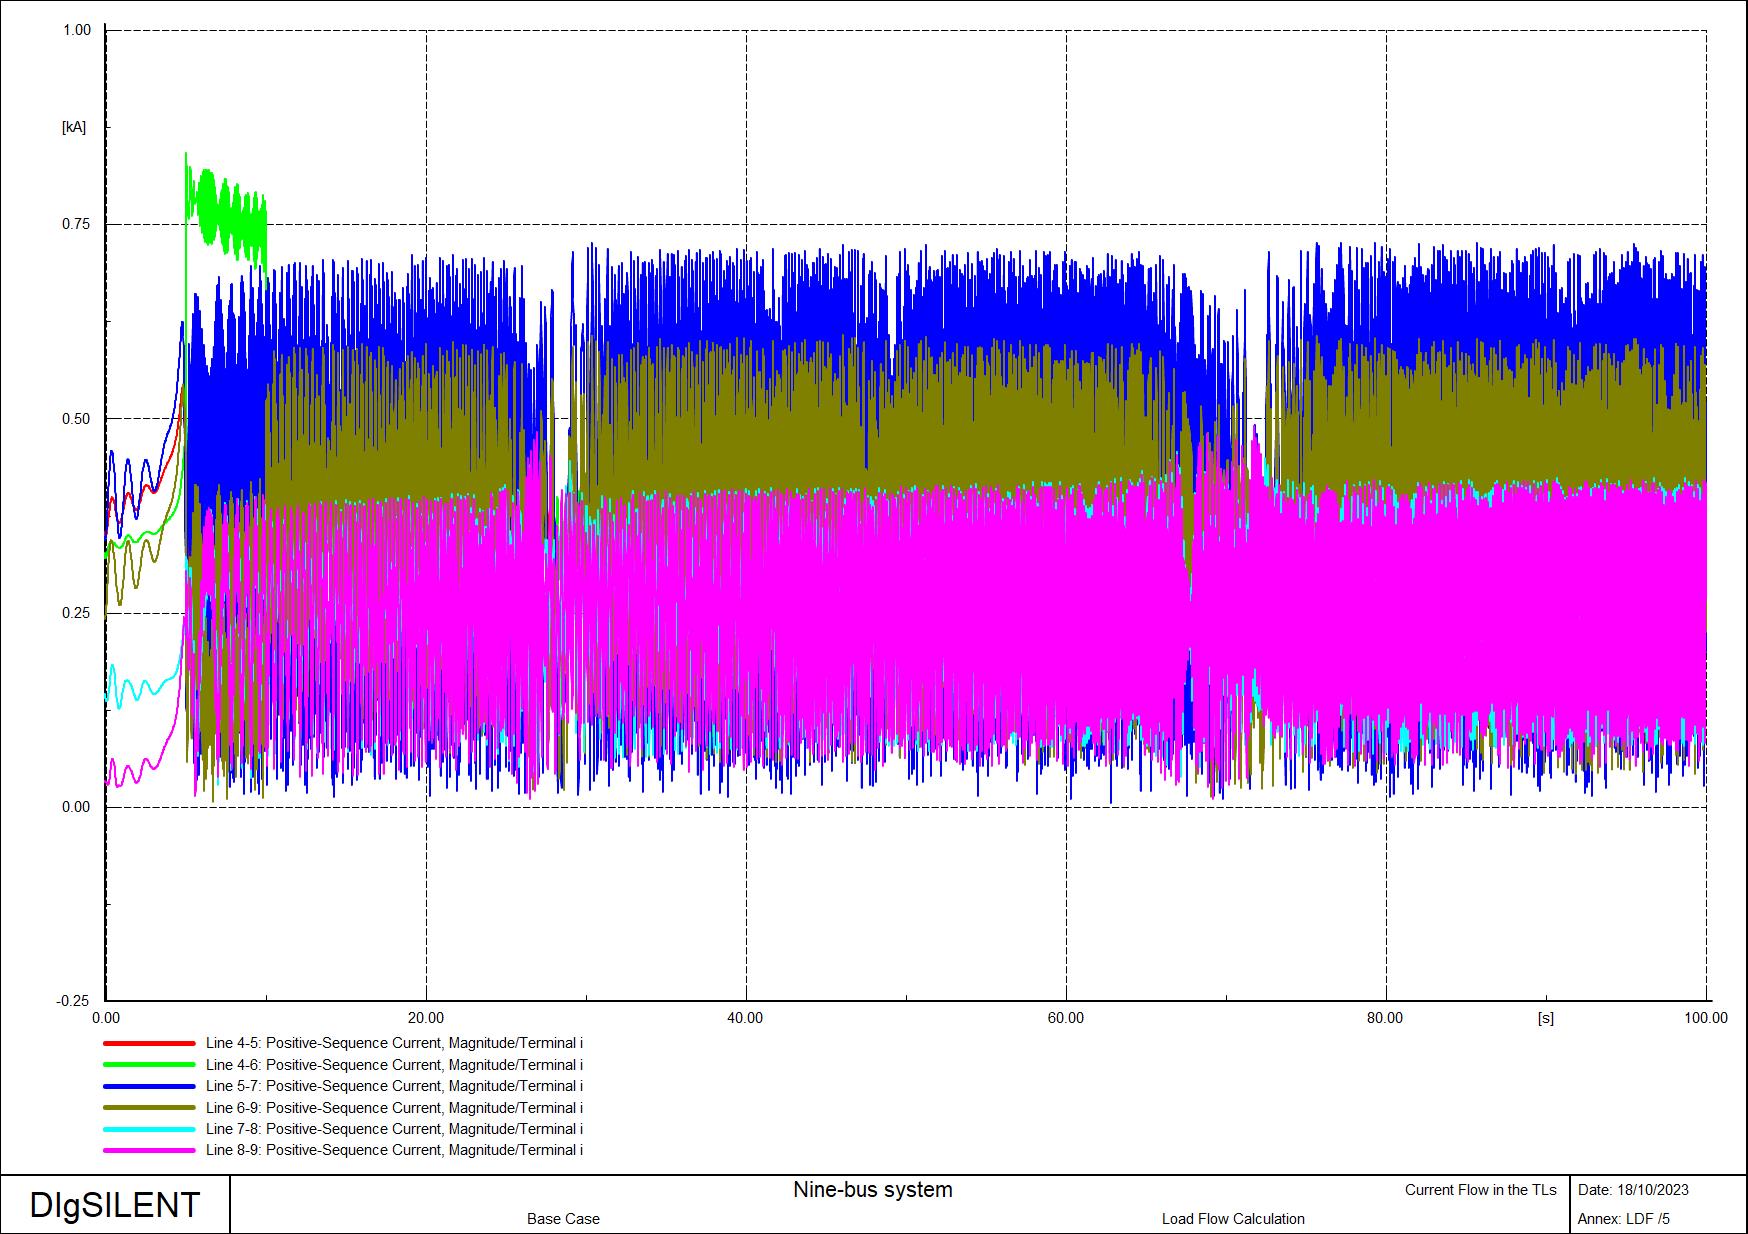 1.00
[kA]
0.75
0.50
0.25
0.00
-0.25
0.00 20.00 40.00 60.00 80.00 [s] 100.00
Line 4-5: Positive-Sequence Current, Magnitude/Terminal i
Line 4-6: Positive-Sequence Current, Magnitude/Terminal i
Line 5-7: Positive-Sequence Current, Magnitude/Terminal i
Line 6-9: Positive-Sequence Current, Magnitude/Terminal i
Line 7-8: Positive-Sequence Current, Magnitude/Terminal i
Line 8-9: Positive-Sequence Current, Magnitude/Terminal i
DIgSILENT
Nine-bus system
Current Flow in the TLs
Date: 18/10/2023
Base Case
Load Flow Calculation
Annex: LDF /5